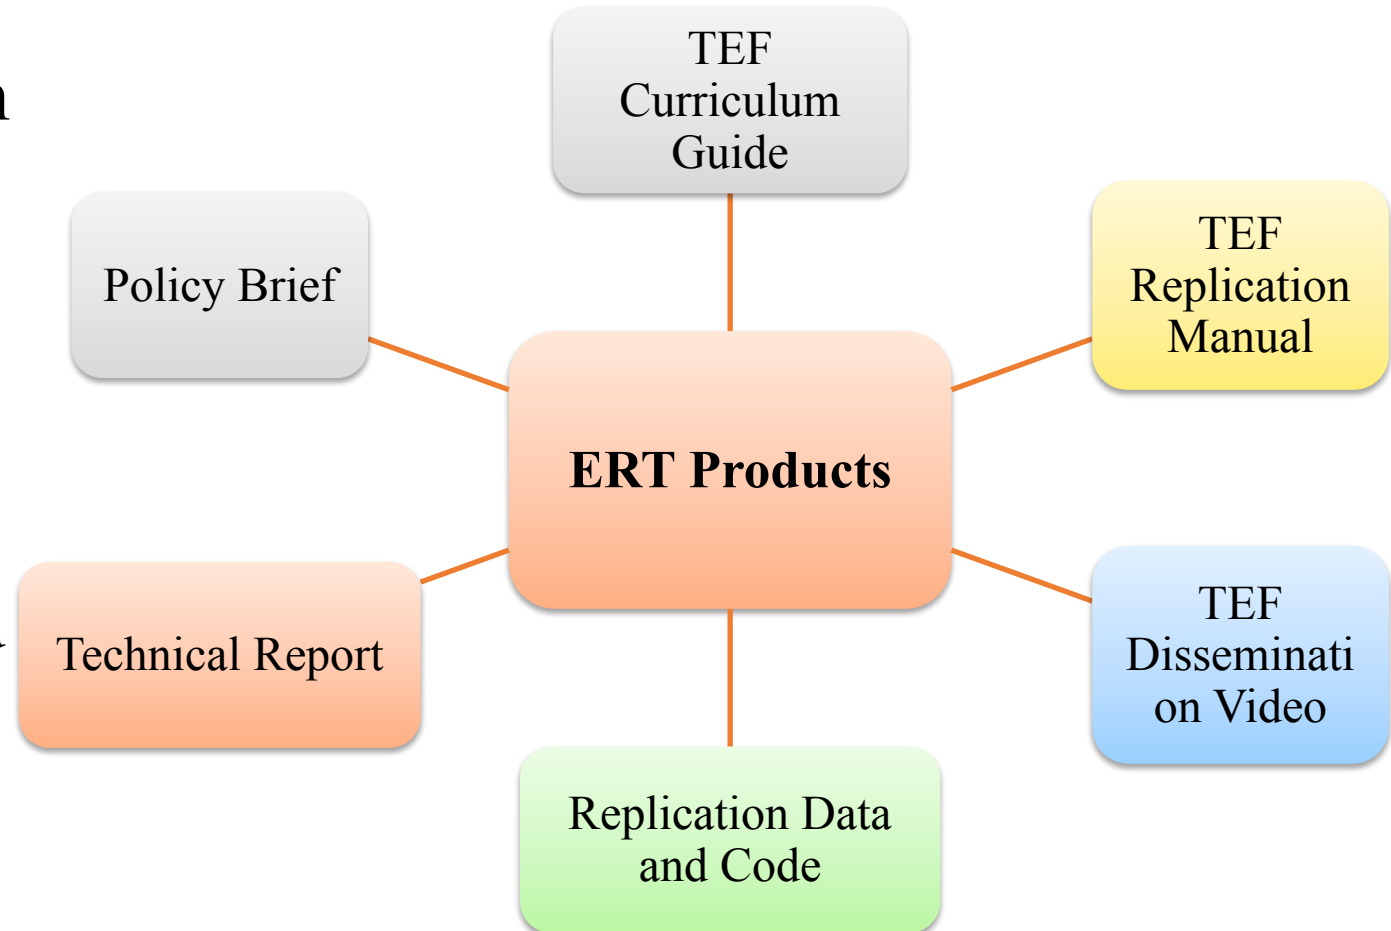 TEF
Curriculum
Guide
Policy Brief
TEF
Replication
Manual
ERT Products
Technical Report
TEF
Disseminati
on Video
Replication Data
and Code